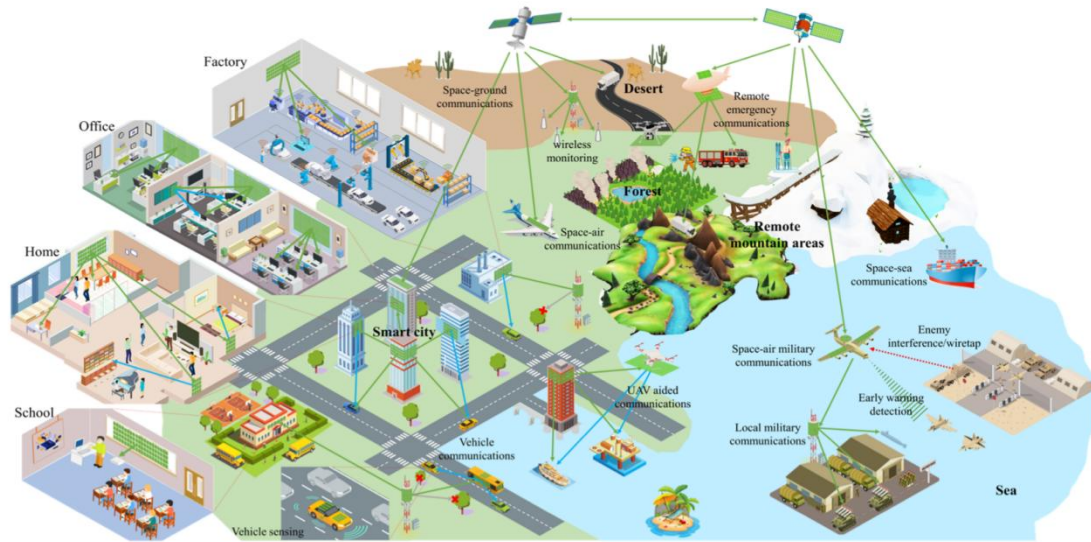 Factory
Office
Home
School
Space-ground
communications
Desert
wireless
monitoring
Remote
emergency
communications
Forest
Space-air
communications
Remote
mountain areas
Space-sea
communications
Smart city
Space-air military
communications
Enemy
interference/wiretap
UAV aided
communications
Early warning
detection
Vehicle
communications
Local military
communications
Vehicle sensing
Sea